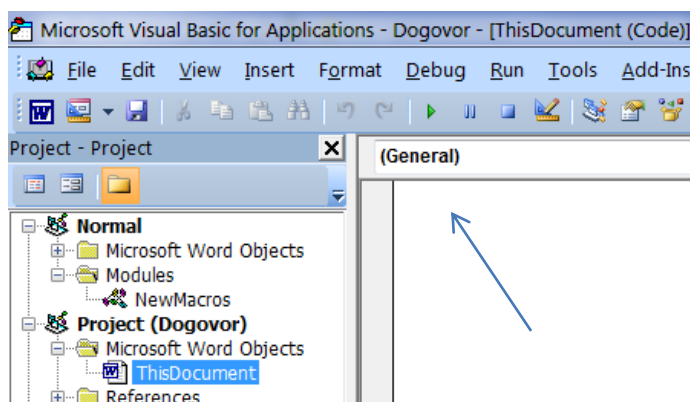 Microsoft Visual Basic for Applications - Dogovor - [ThisDocument (Code)]
File Edit View Insert Format Debug Run Tools Add-Ins
Project - Project
(General)
Normal
Microsoft Word Objects
Modules
NewMacros
Project (Dogovor)
Microsoft Word Objects
ThisDocument
References